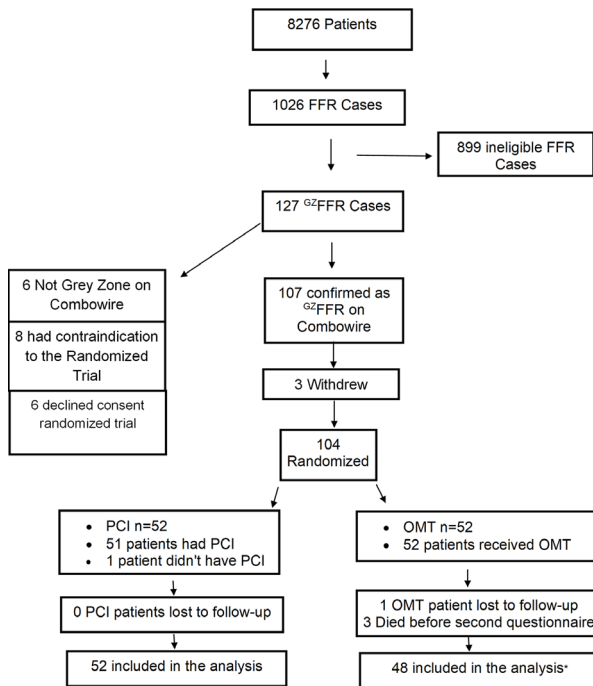 8276 Patients
1026 FFR Cases
899 ineligible FFR
Cases
127 GZFFR Cases
6 Not Grey Zone on
Combowire
8 had contraindication
to the Randomized
Trial
6 declined consent
randomized trial
107 confirmed as
GZFFR on
Combowire
3 Withdrew
104
Randomized
• PCI n=52
• 51 patients had PCI
• 1 patient didn't have PCI
• OMT n=52
• 52 patients received OMT
0 PCI patients lost to follow-up
1 OMT patient lost to follow-up
3 Died before second questionnaire
52 included in the analysis
48 included in the analysis*